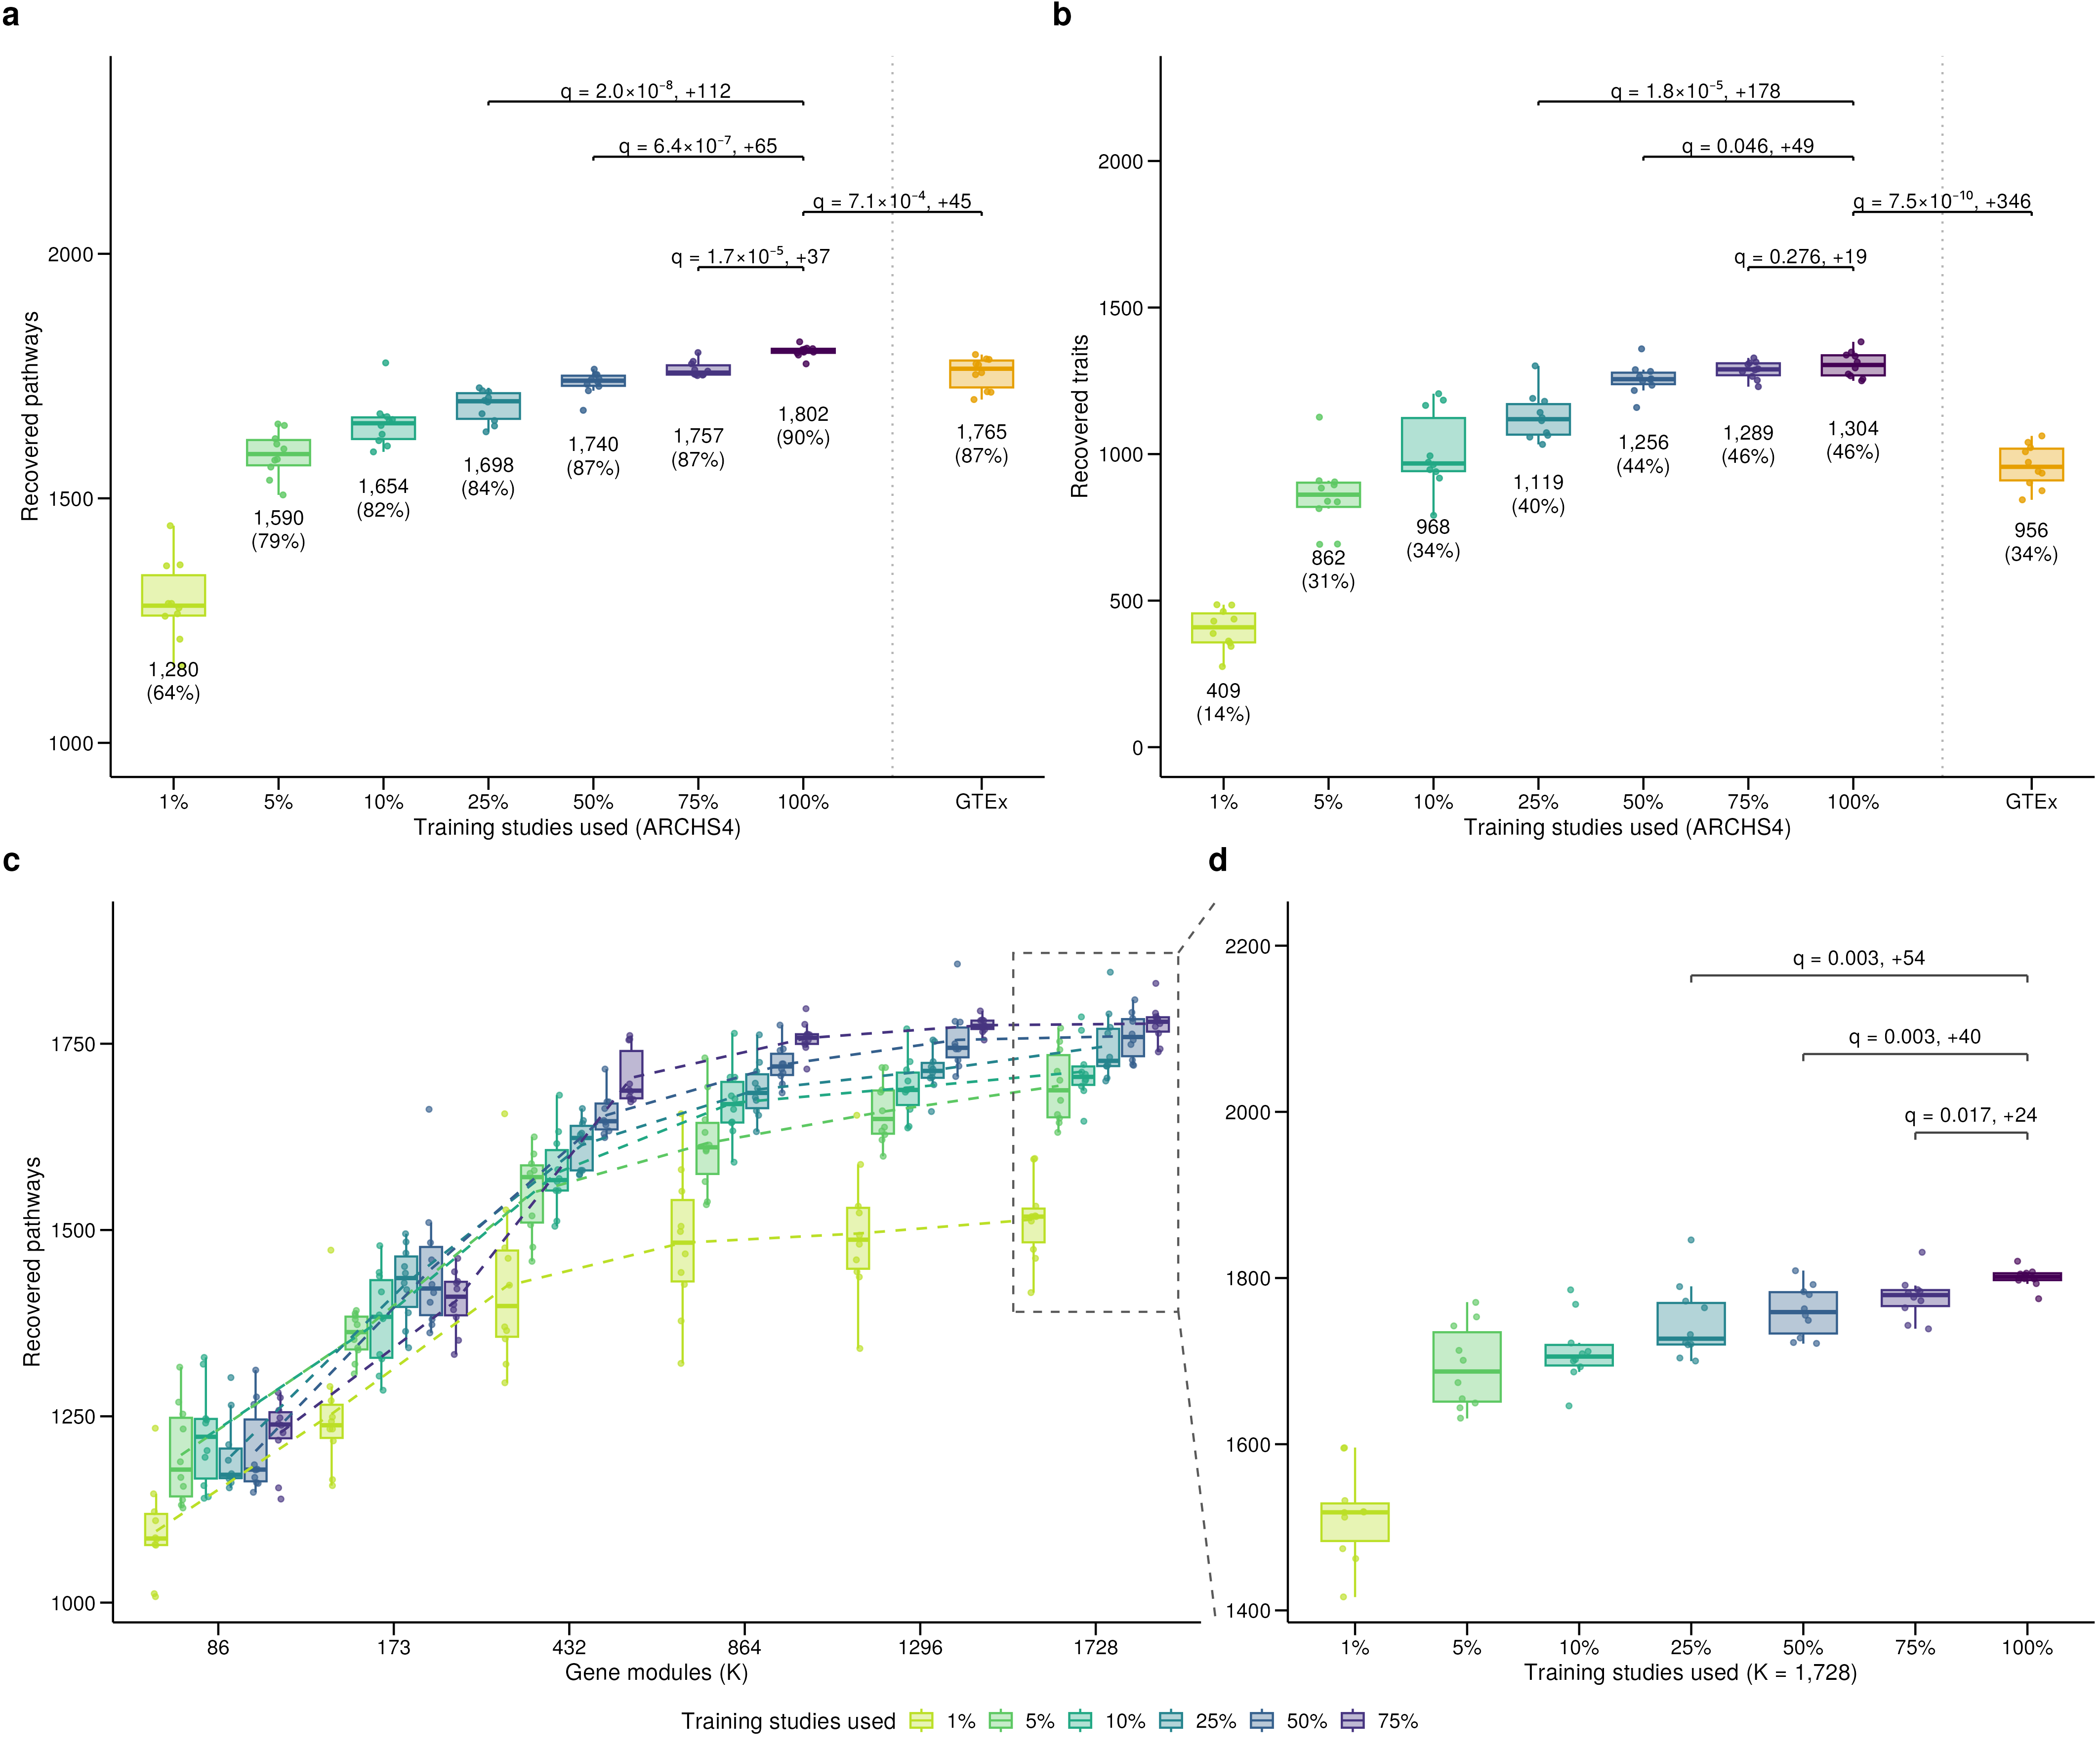 a
q = 2.0×10⁻⁸, +112
q = 6.4×10⁻⁷, +65
q = 7.1×10⁻⁴, +45
q = 1.7×10⁻⁵, +37
Recovered pathways
2000
1500
1000
1,280
(64%)
1,590
(79%)
1,654
(82%)
1,698
(84%)
1,740
(87%)
1,757
(87%)
1,802
(90%)
1,765
(87%)
1% 5% 10% 25% 50% 75% 100% GTEx
Training studies used (ARCHS4)
b
q = 1.8×10⁻⁵, +178
q = 0.046, +49
q = 7.5×10⁻¹⁰, +346
q = 0.276, +19
Recovered traits
2000
1500
1000
500
0
409
(14%)
862
(31%)
968
(34%)
1,119
(40%)
1,256
(44%)
1,289
(46%)
1,304
(46%)
956
(34%)
1% 5% 10% 25% 50% 75% 100% GTEx
Training studies used (ARCHS4)
c
Recovered pathways
1750
1500
1250
1000
86 173 432 864 1296 1728
Gene modules (K)
d
2200
2000
1800
1600
1400
q = 0.003, +54
q = 0.003, +40
q = 0.017, +24
1% 5% 10% 25% 50% 75% 100%
Training studies used (K = 1,728)
Training studies used 1% 5% 10% 25% 50% 75%